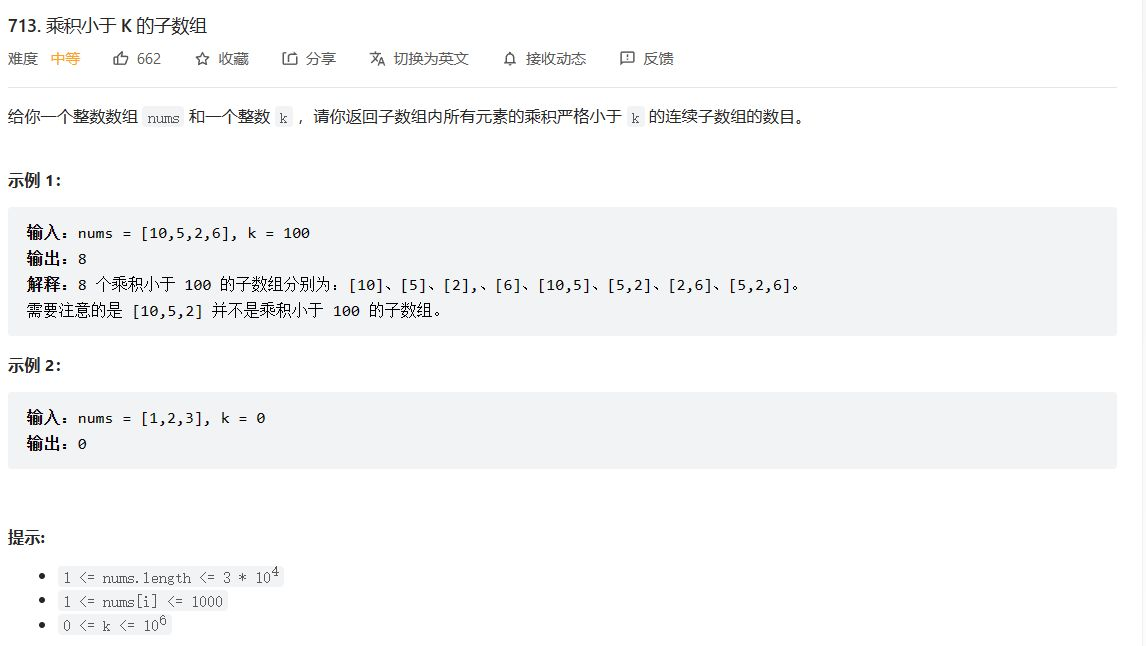 713. 乘积小于 K 的子数组
难度 中等 662 收藏 分享 切换为英文 接收动态 反馈
给你一个整数数组 nums 和一个整数 k ，请你返回子数组内所有元素的乘积严格小于 k 的连续子数组的数目。
示例 1：
输入：nums = [10,5,2,6], k = 100
输出：8
解释：8 个乘积小于 100 的子数组分别为：[10]、[5]、[2],、[6]、[10,5]、[5,2]、[2,6]、[5,2,6]。
需要注意的是 [10,5,2] 并不是乘积小于 100 的子数组。
示例 2：
输入：nums = [1,2,3], k = 0
输出：0
提示:
• 1 <= nums.length <= 3 * 10⁴
• 1 <= nums[i] <= 1000
• 0 <= k <= 10⁶